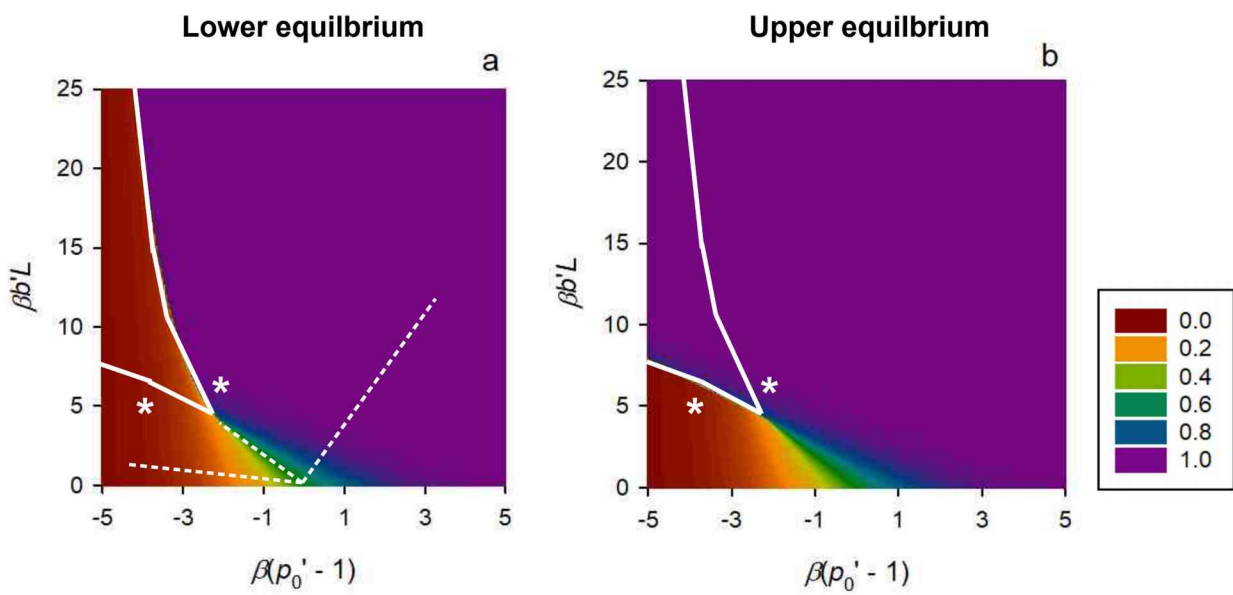 Lower equilbrium
Upper equilbrium
a
b
25
20
15
10
5
0
βb'L
-5 -3 -1 1 3 5
β(p₀' - 1)
*
*
25
20
15
10
5
0
βb'L
-5 -3 -1 1 3 5
β(p₀' - 1)
*
*
0.0
0.2
0.4
0.6
0.8
1.0